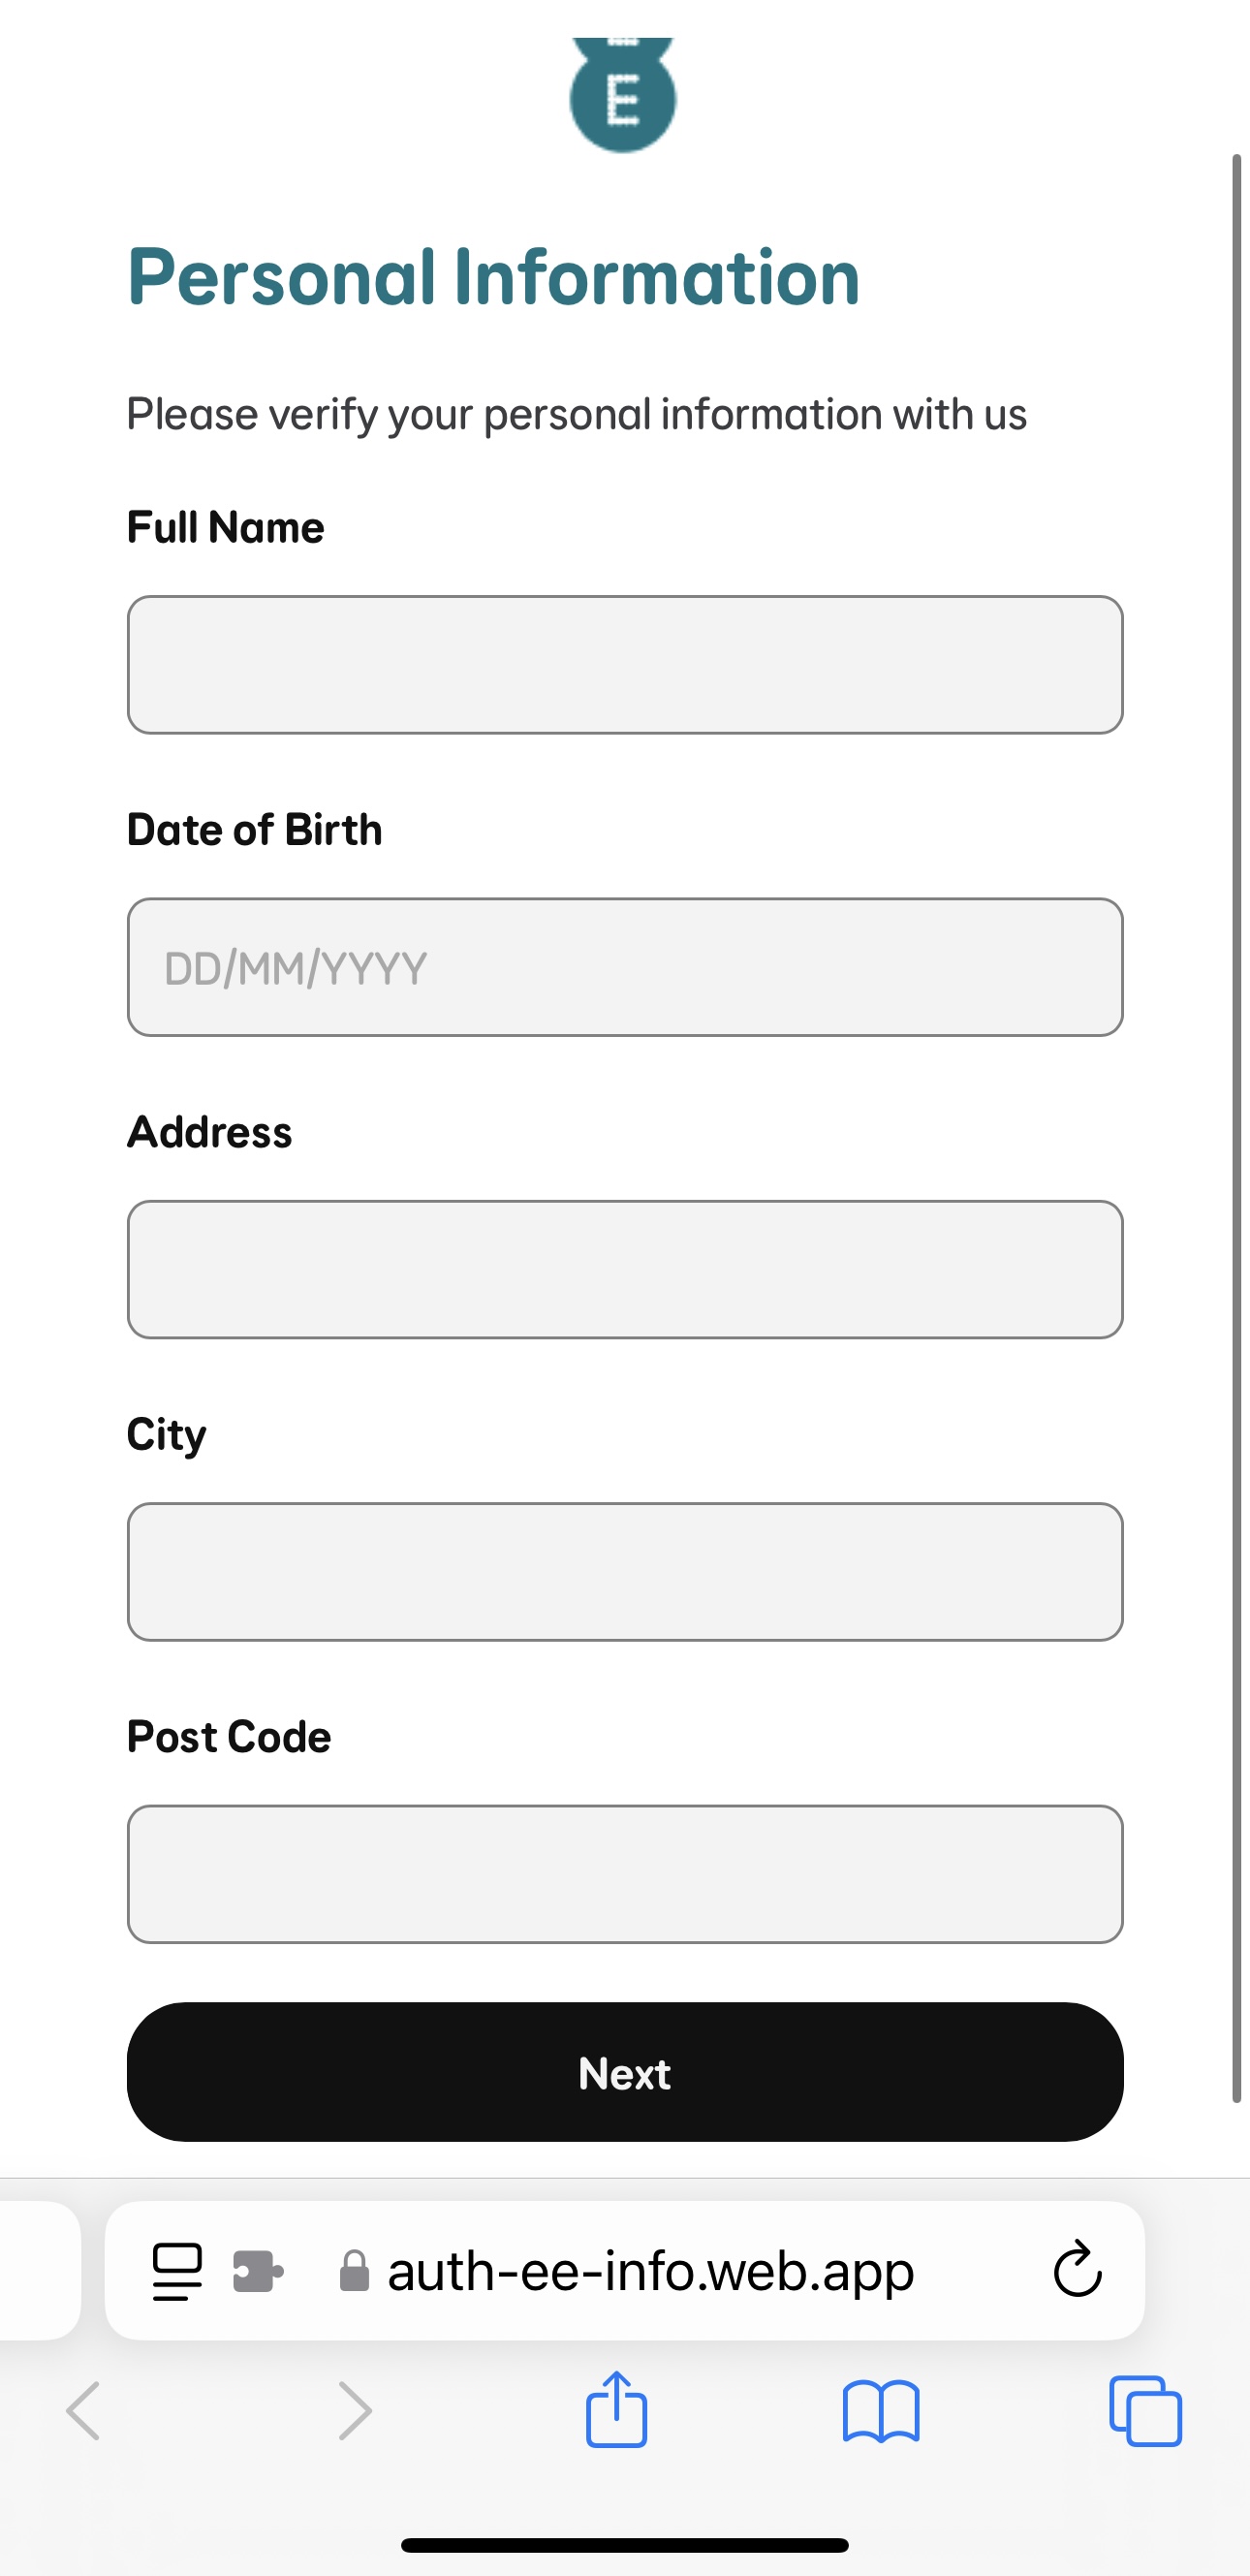 E
E
Personal Information
Please verify your personal information with us
Full Name
Date of Birth
DD/MM/YYYY
Address
City
Post Code
Next
auth-ee-info.web.app